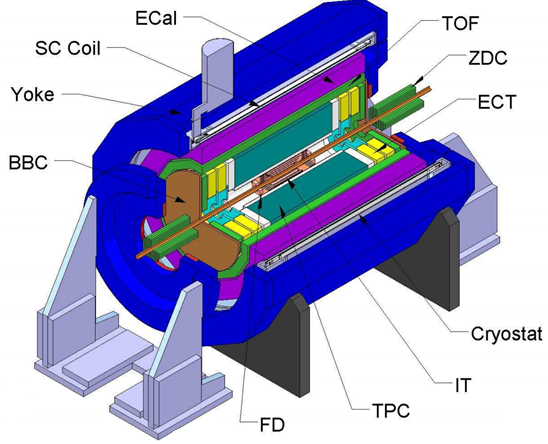 ECal
TOF
SC Coil
ZDC
Yoke
ECT
BBC
Cryostat
IT
TPC
FD